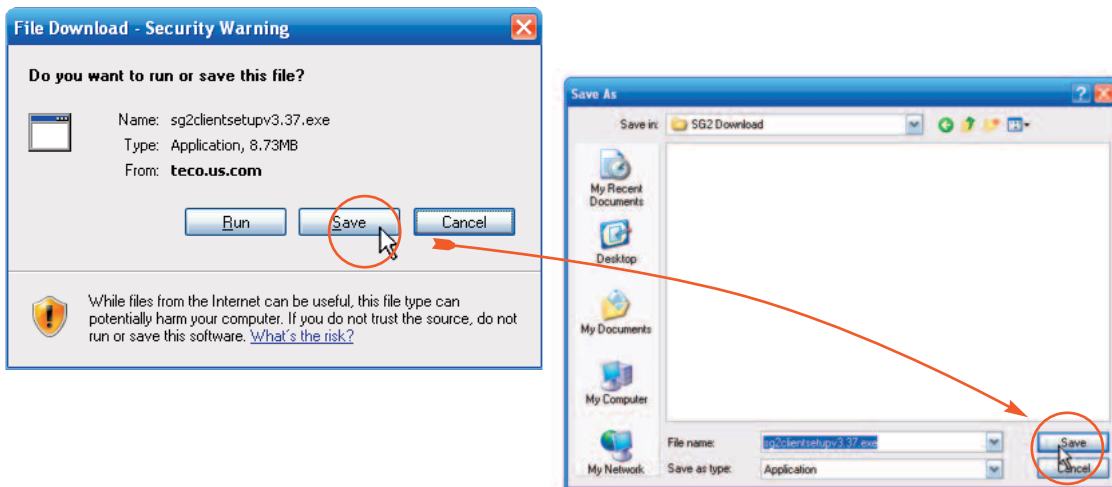 File Download - Security Warning
Do you want to run or save this file?
Name: sg2clientsetupv3.37.exe
Type: Application, 8.73MB
From: teco.us.com
Run Save Cancel
While files from the Internet can be useful, this file type can
potentially harm your computer. If you do not trust the source, do not
run or save this software. What's the risk?
Save As
Save in: SG2 Download
My Recent
Documents
Desktop
My Documents
My Computer
My Network
File name: sg2clientsetupv3.37.exe Save
Save as type: Application Cancel